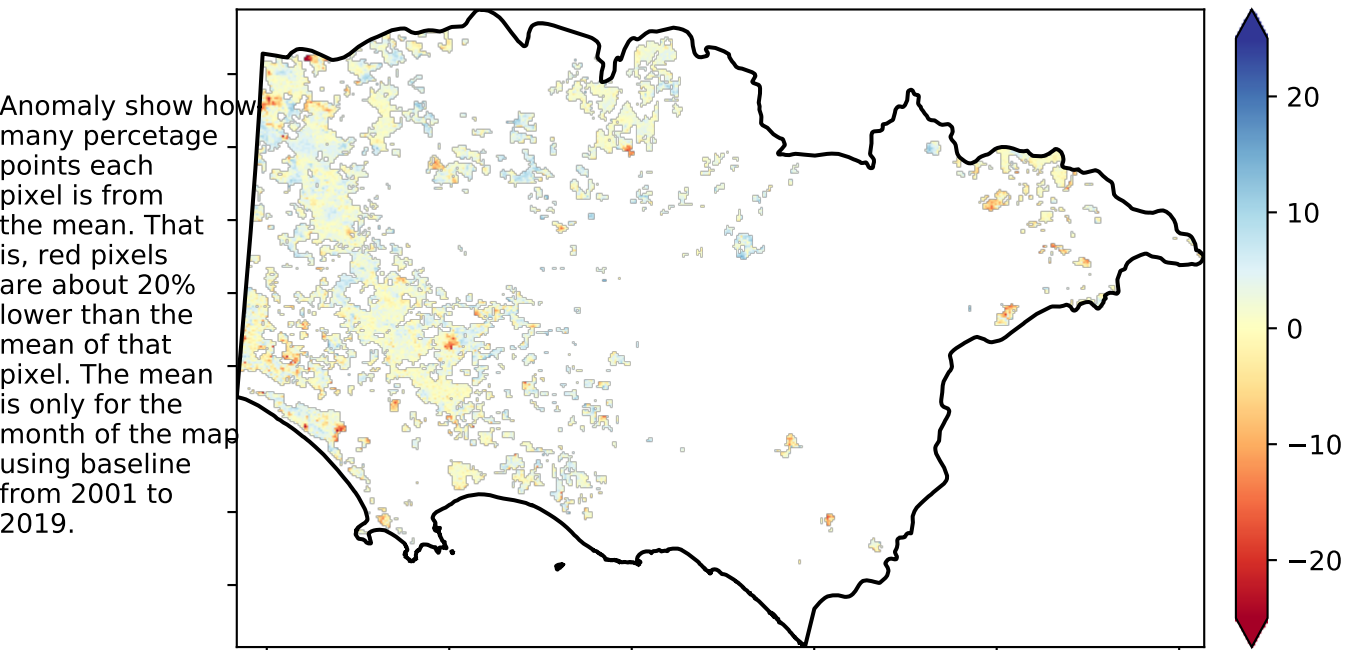 Anomaly show how
many percetage
points each
pixel is from
the mean. That
is, red pixels
are about 20%
lower than the
mean of that
pixel. The mean
is only for the
month of the map
using baseline
from 2001 to
2019.
20
10
0
−10
−20